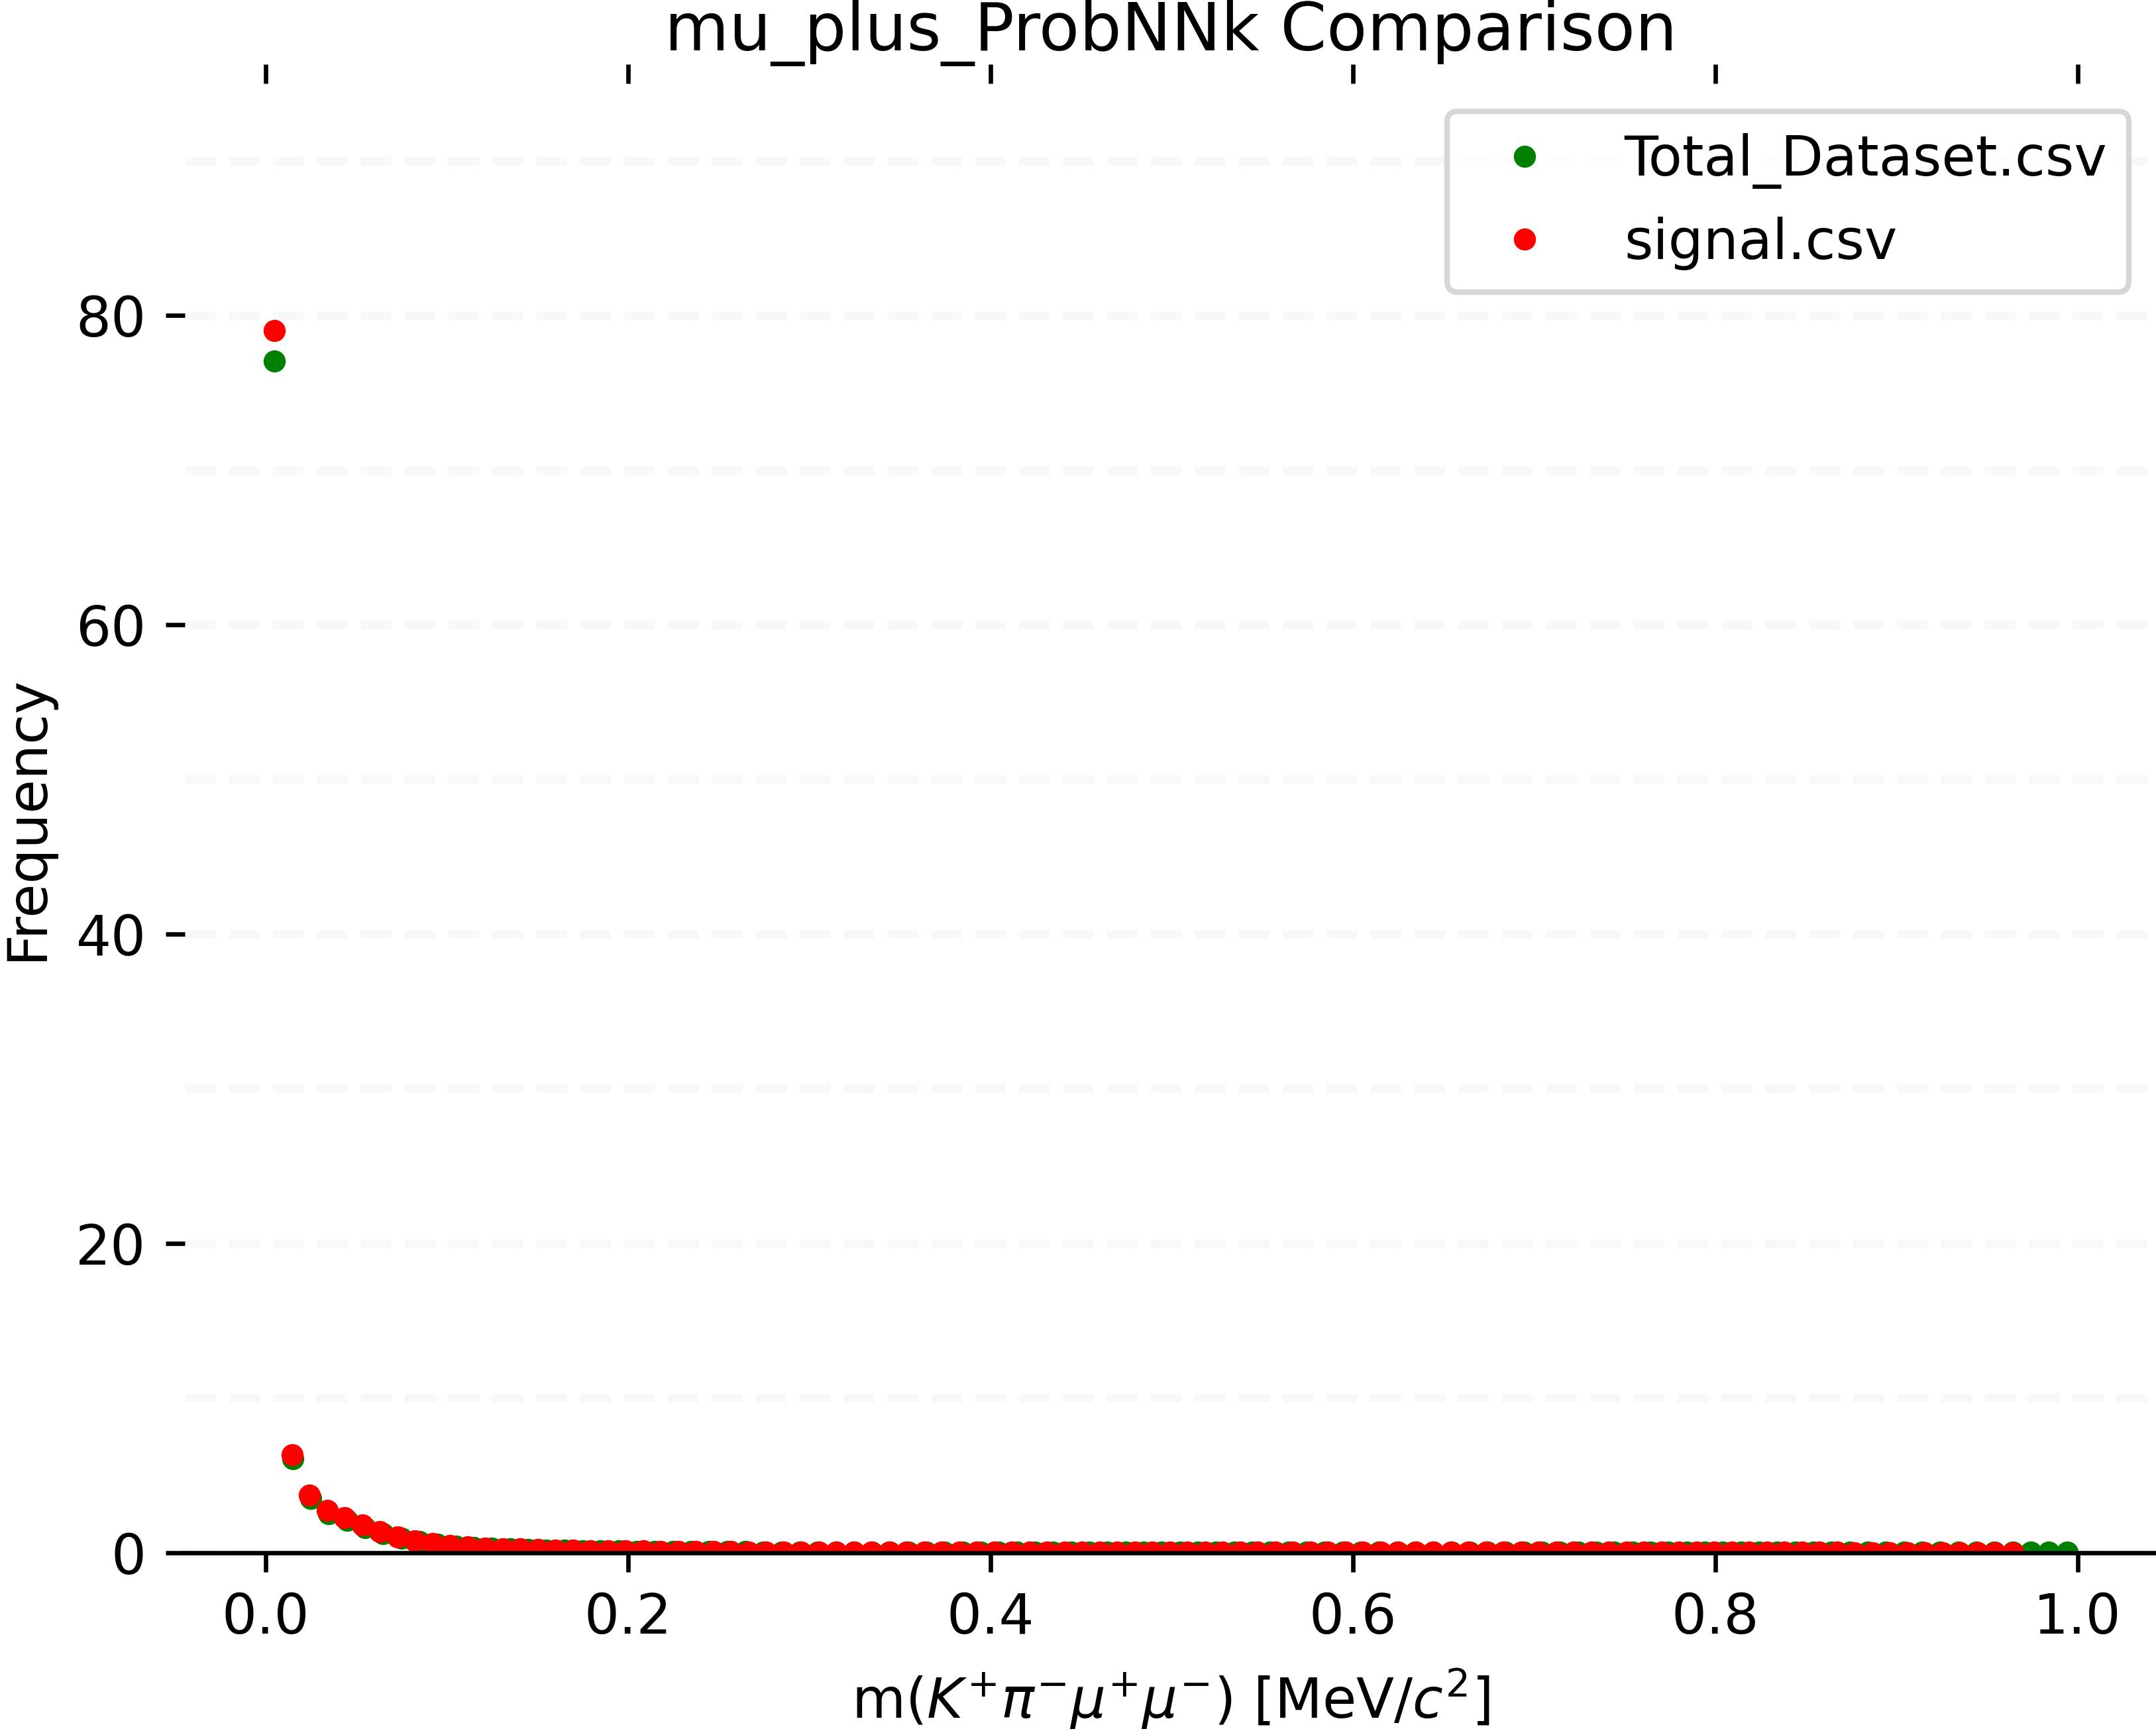 mu_plus_ProbNNk Comparison
Total_Dataset.csv
signal.csv
Frequency
80
60
40
20
0
0.0 0.2 0.4 0.6 0.8 1.0
m(K⁺π⁻μ⁺μ⁻) [MeV/c²]